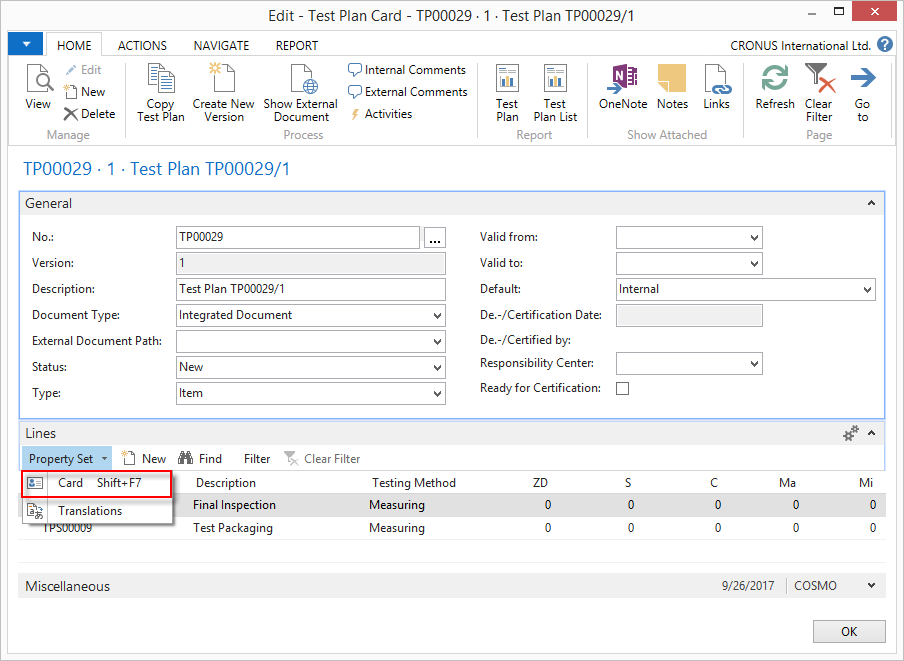 Edit - Test Plan Card - TP00029 · 1 · Test Plan TP00029/1
HOME ACTIONS NAVIGATE REPORT CRONUS International Ltd. ?
View
Edit
New
Delete
Manage
Copy Test Plan
Create New Version
Show External Document
Internal Comments
External Comments
Activities
Process
Test Plan
Test Plan List
Report
OneNote
Notes
Links
Show Attached
Refresh
Clear Filter
Go to
Page
TP00029 · 1 · Test Plan TP00029/1
General
No.: TP00029 ...
Version: 1
Description: Test Plan TP00029/1
Document Type: Integrated Document
External Document Path:
Status: New
Type: Item
Valid from:
Valid to:
Default: Internal
De.-/Certification Date:
De.-/Certified by:
Responsibility Center:
Ready for Certification:
Lines
Property Set New Find Filter Clear Filter
Card Shift+F7
Translations
Description Testing Method ZD S C Ma Mi
Final Inspection Measuring 0 0 0 0 0
TPS00009 Test Packaging Measuring 0 0 0 0 0
Miscellaneous 9/26/2017 COSMO
OK